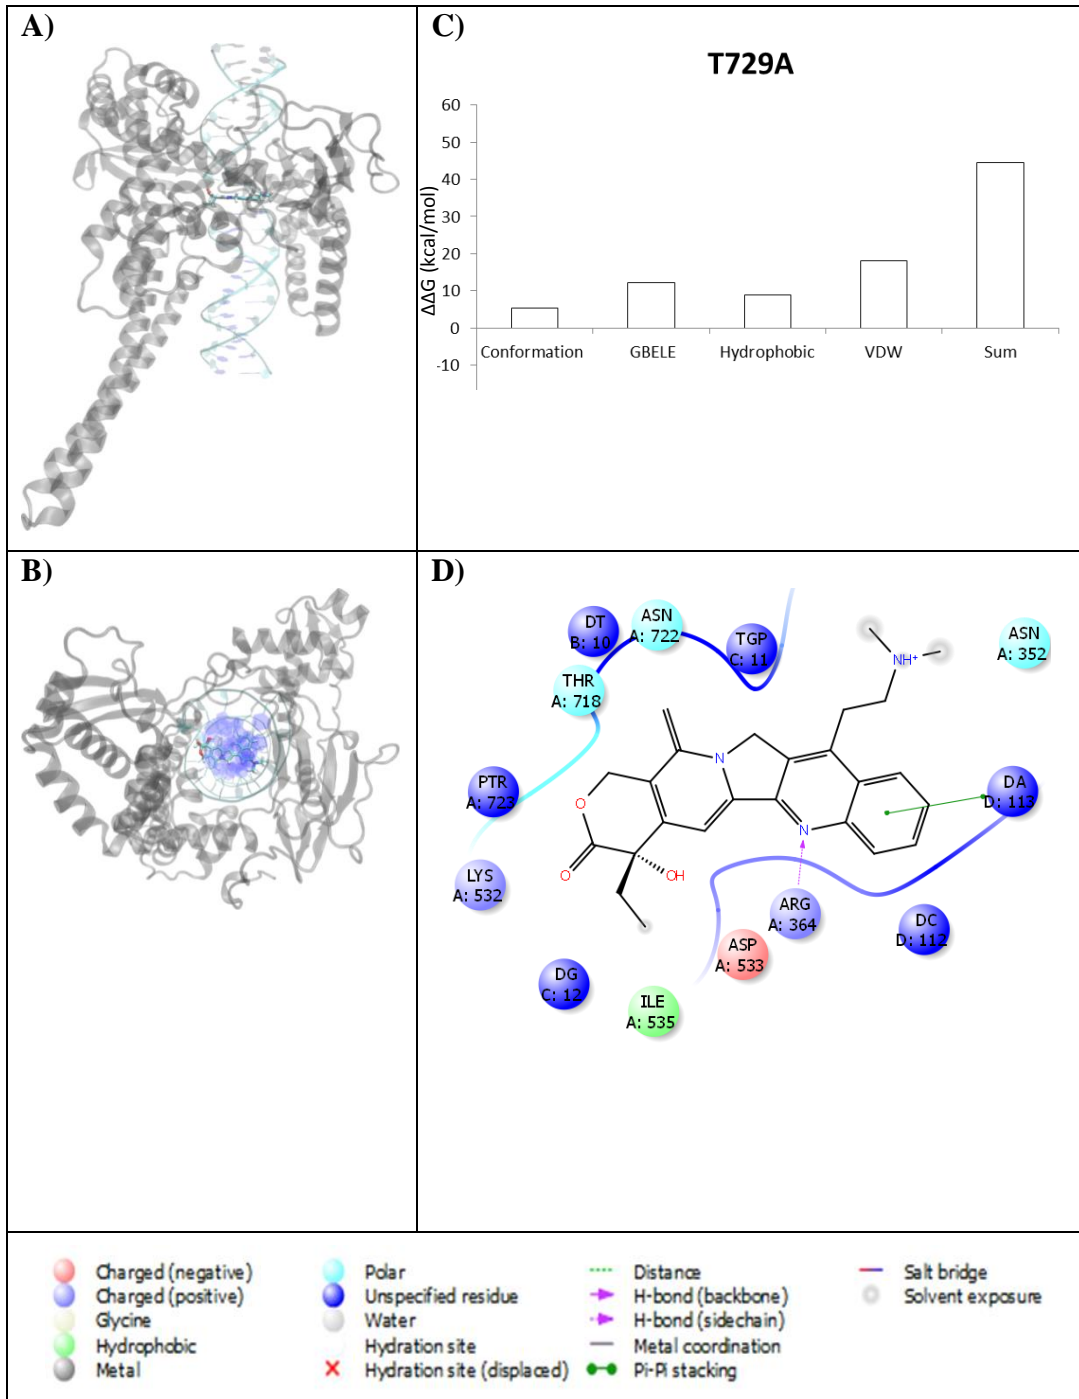 A)
C)
T729A
ΔΔG (kcal/mol)
60
50
40
30
20
10
0
-10
Conformation GBELE Hydrophobic VDW Sum
B)
D)
DT
B: 10
ASN
A: 722
TGP
C: 11
ASN
A: 352
THR
A: 718
NH+
N
PTR
A: 723
DA
D: 113
O
N
LYS
A: 532
O
OH
ARG
A: 364
DC
D: 112
ASP
A: 533
DG
C: 12
ILE
A: 535
Charged (negative)
Charged (positive)
Glycine
Hydrophobic
Metal
Polar
Unspecified residue
Water
Hydration site
Hydration site (displaced)
Distance
H-bond (backbone)
H-bond (sidechain)
Metal coordination
Pi-Pi stacking
Salt bridge
Solvent exposure